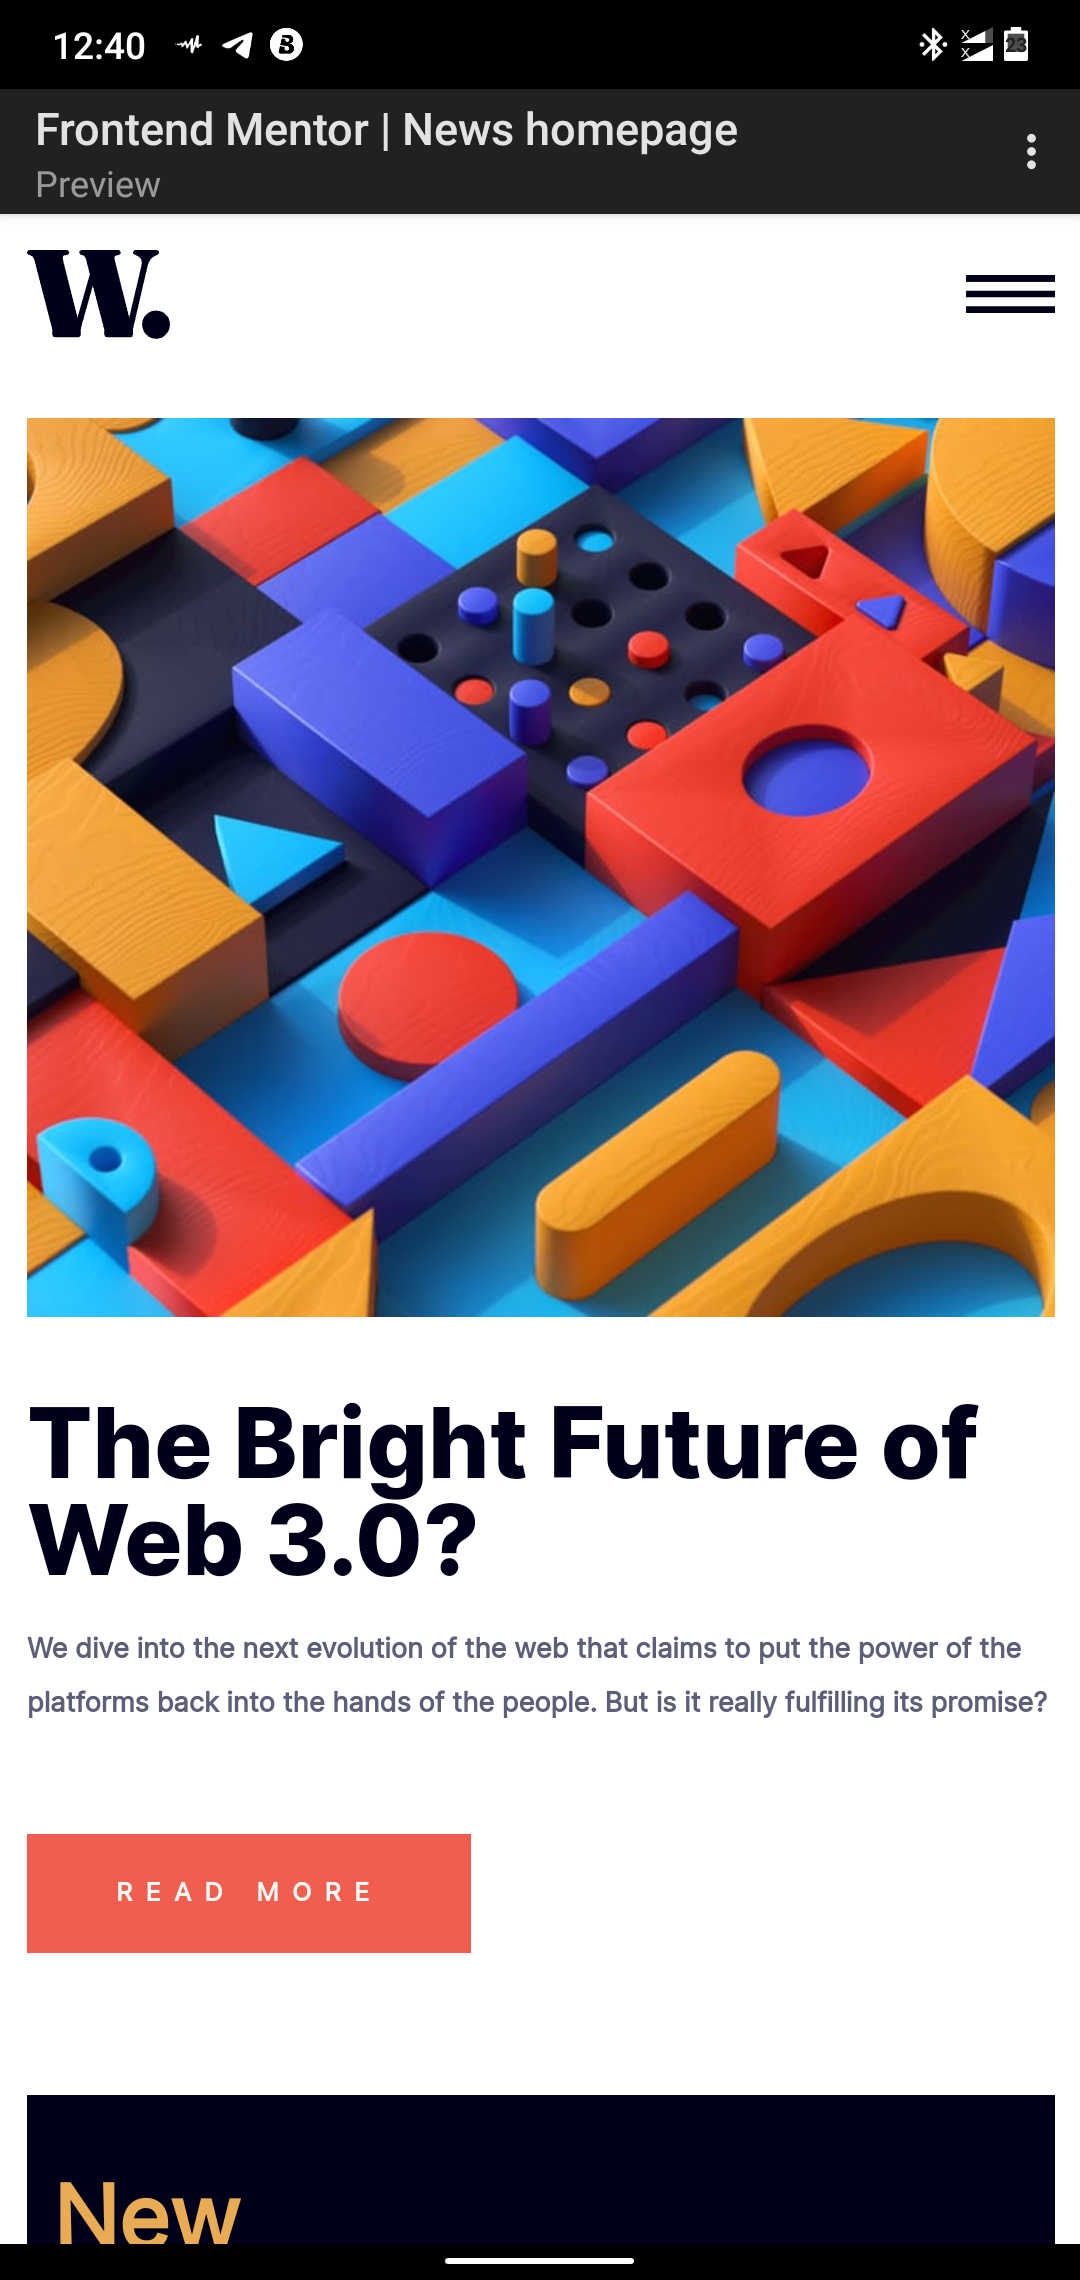 12:40
23
Frontend Mentor | News homepage
Preview
W.
The Bright Future of
Web 3.0?
We dive into the next evolution of the web that claims to put the power of the
platforms back into the hands of the people. But is it really fulfilling its promise?
READ MORE
New